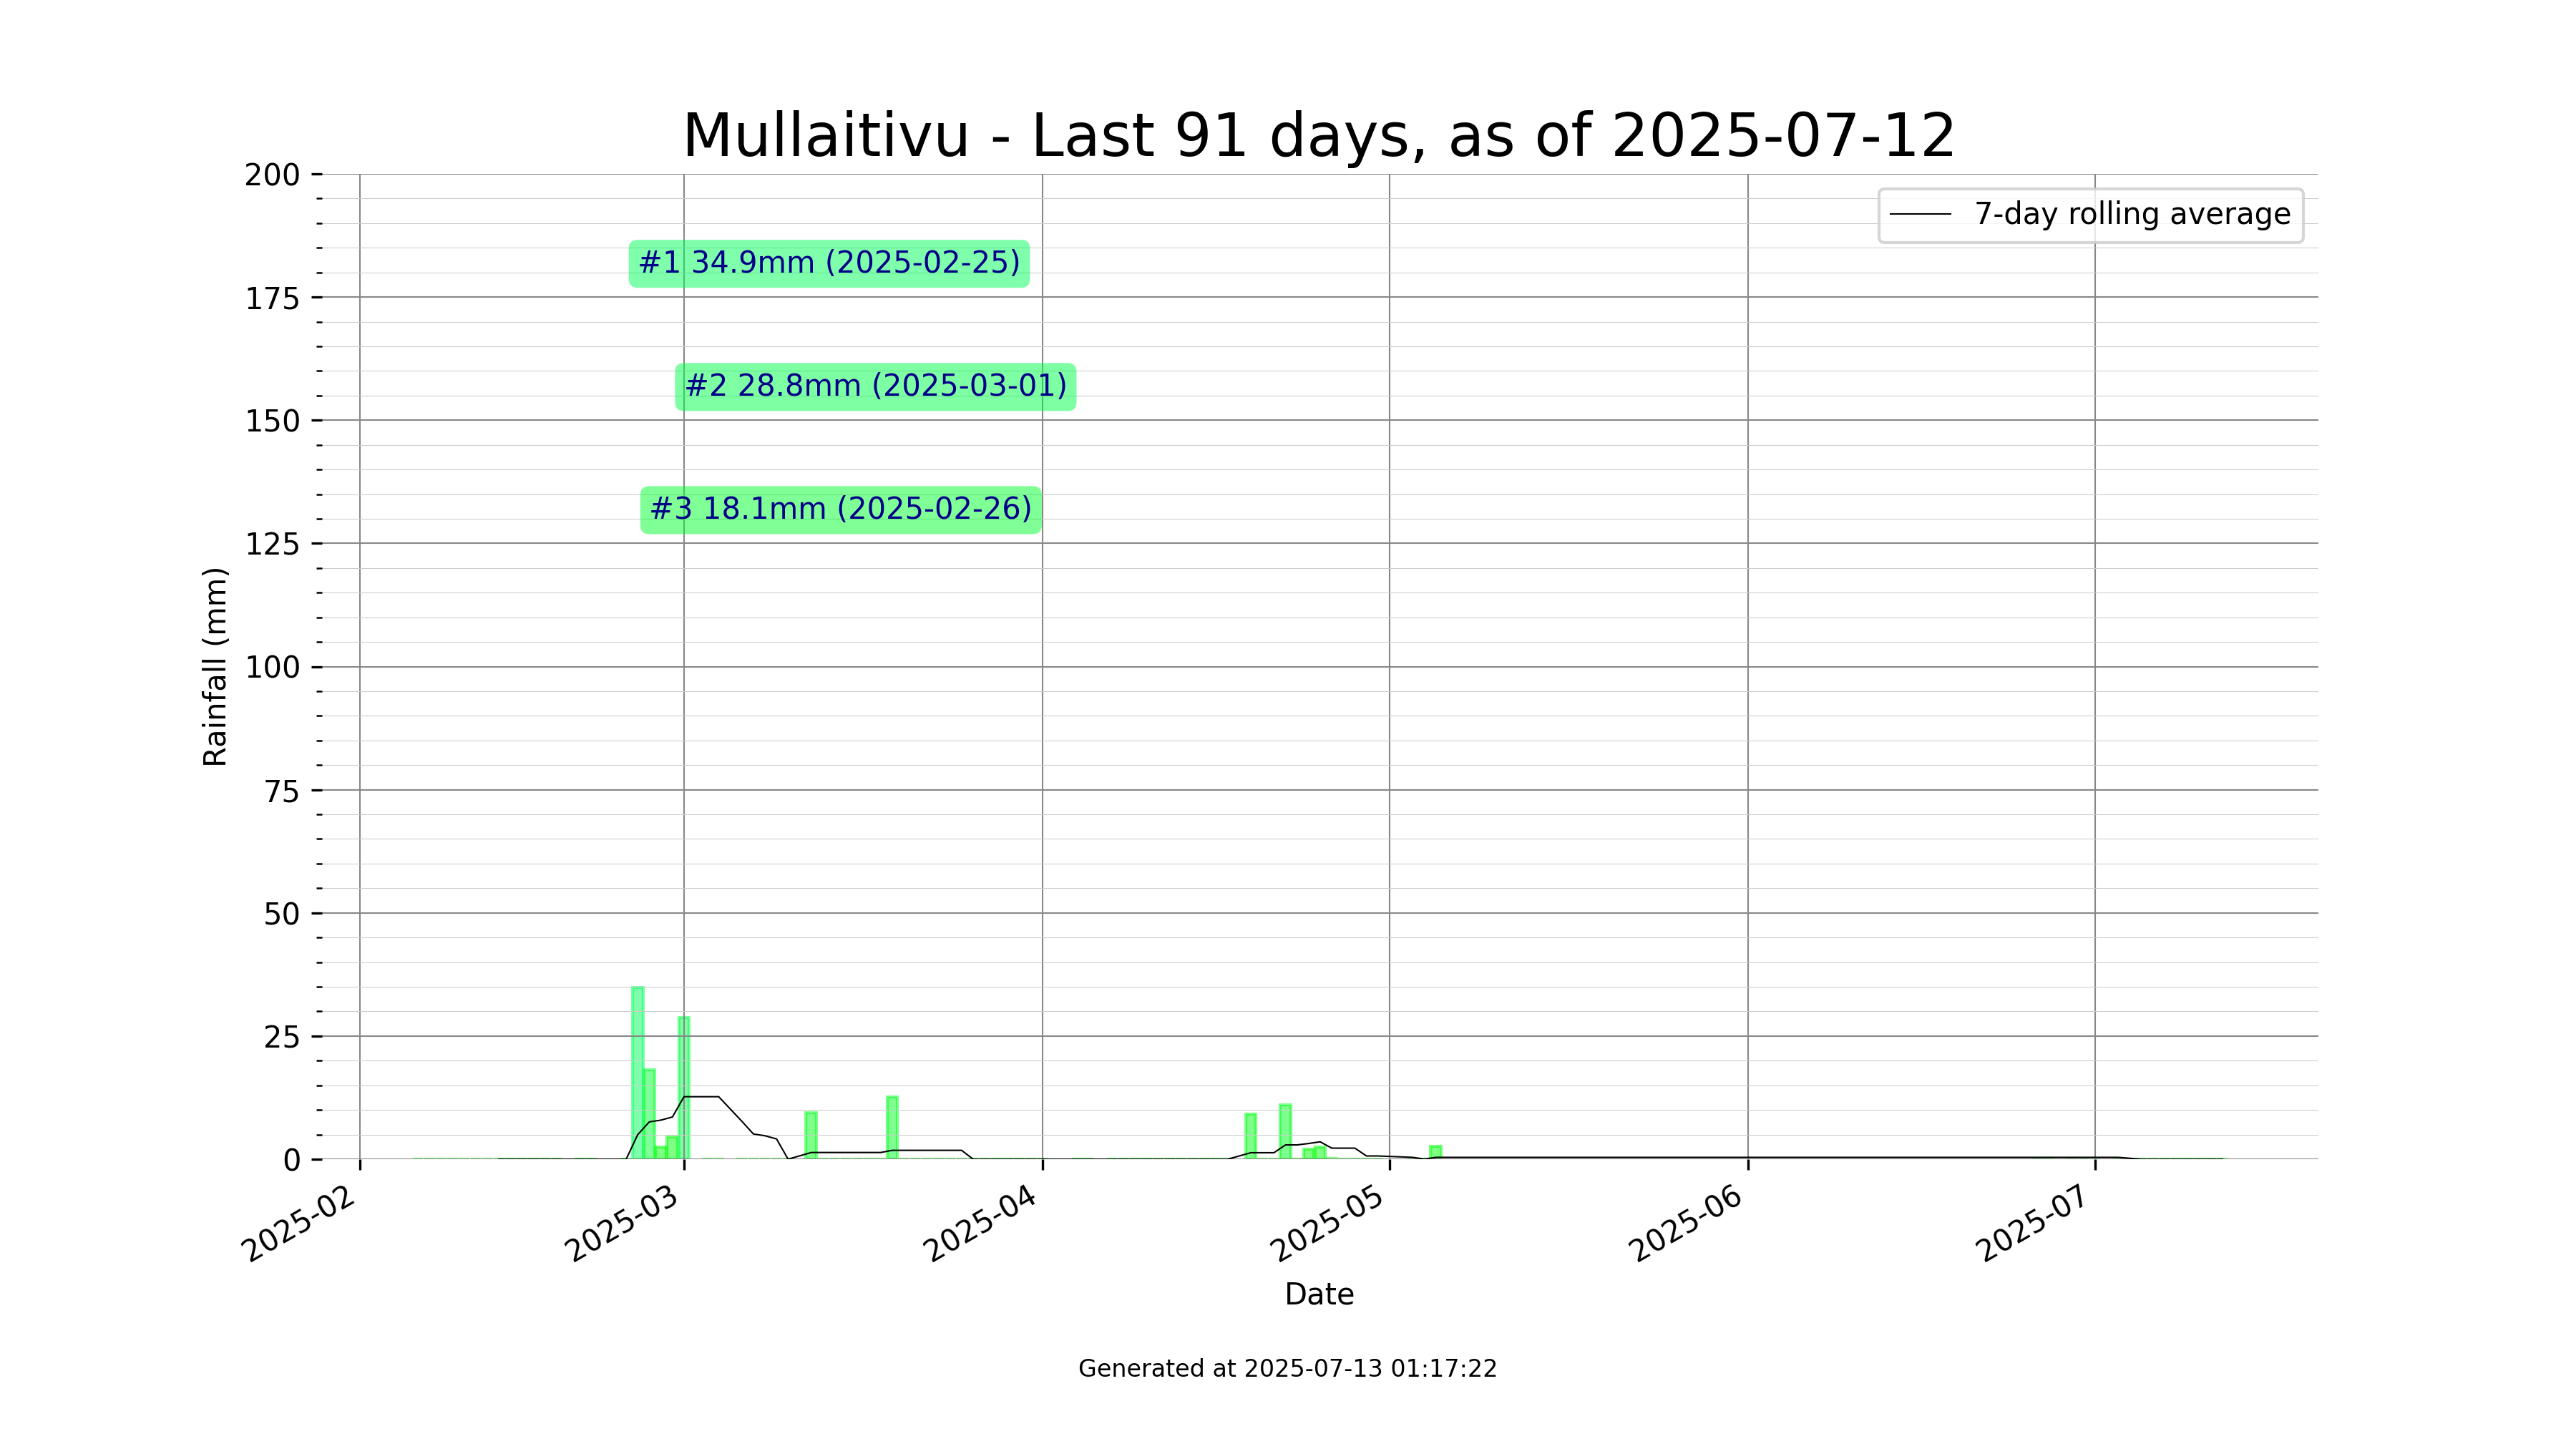 Mullaitivu - Last 91 days, as of 2025-07-12
200
175
150
125
100
75
50
25
0
Rainfall (mm)
7-day rolling average
#1 34.9mm (2025-02-25)
#2 28.8mm (2025-03-01)
#3 18.1mm (2025-02-26)
2025-02
2025-03
2025-04
2025-05
2025-06
2025-07
Date
Generated at 2025-07-13 01:17:22